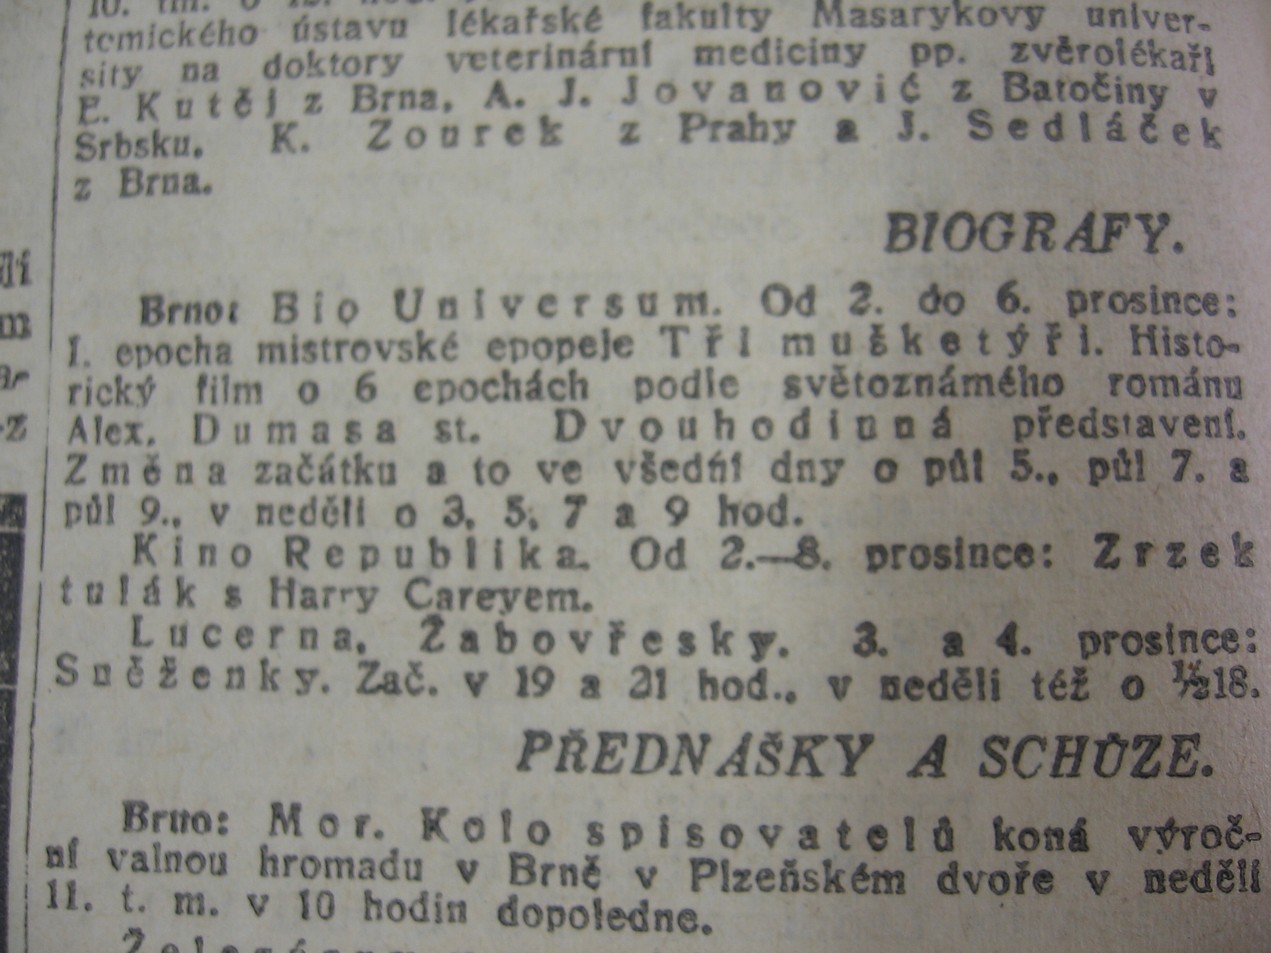 temického ústavu lékařské fakulty Masarykovy univer-
sity na doktory veterinární mediciny pp. zvěrolékaři
E. Kutěj z Brna, A. J. Jovanović z Batočiny v
Srbsku, K. Zourek z Prahy a J. Sedláček
z Brna.
BIOGRAFY.
Brno: Bio Universum. Od 2. do 6. prosince:
I. epocha mistrovské epopeje Tři mušketýři. Histo-
rický film o 6 epochách podle světoznámého románu
Alex. Dumasa st. Dvouhodinná představení.
Změna začátku a to ve všední dny o půl 5., půl 7. a
půl 9., v neděli o 3, 5, 7 a 9 hod.
Kino Republika. Od 2.—8. prosince: Zrzek
tulák s Harry Careyem.
Lucerna, Žabovřesky. 3. a 4. prosince:
Sněženky. Zač. v 19 a 21 hod., v neděli též o ½18.
PŘEDNÁŠKY A SCHŮZE.
Brno: Mor. Kolo spisovatelů koná výroč-
ní valnou hromadu v Brně v Plzeňském dvoře v neděli
11. t. m. v 10 hodin dopoledne.